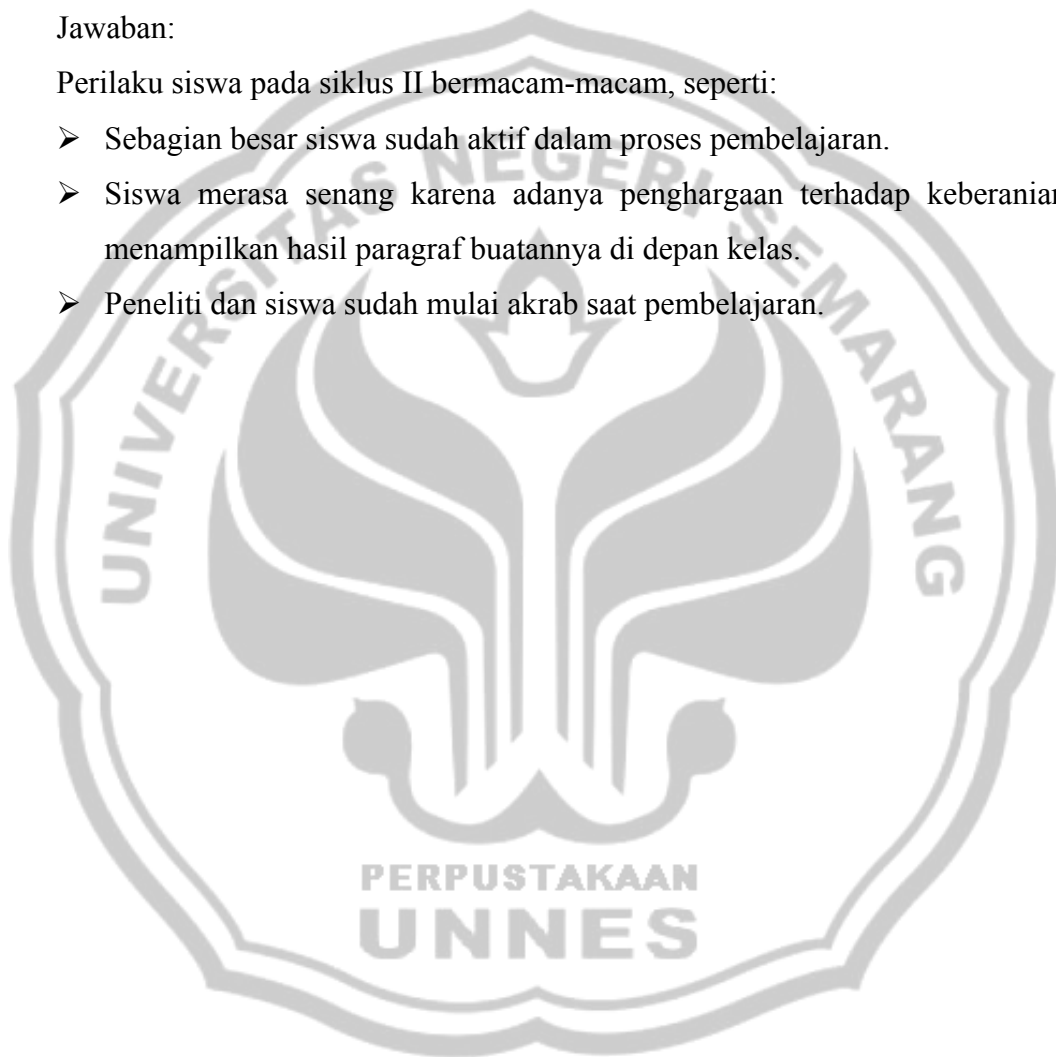 Jawaban:
Perilaku siswa pada siklus II bermacam-macam, seperti:
➢ Sebagian besar siswa sudah aktif dalam proses pembelajaran.
➢ Siswa merasa senang karena adanya penghargaan terhadap keberanian
menampilkan hasil paragraf buatannya di depan kelas.
➢ Peneliti dan siswa sudah mulai akrab saat pembelajaran.
UNIVERSITAS NEGERI SEMARANG
PERPUSTAKAAN
UNNES